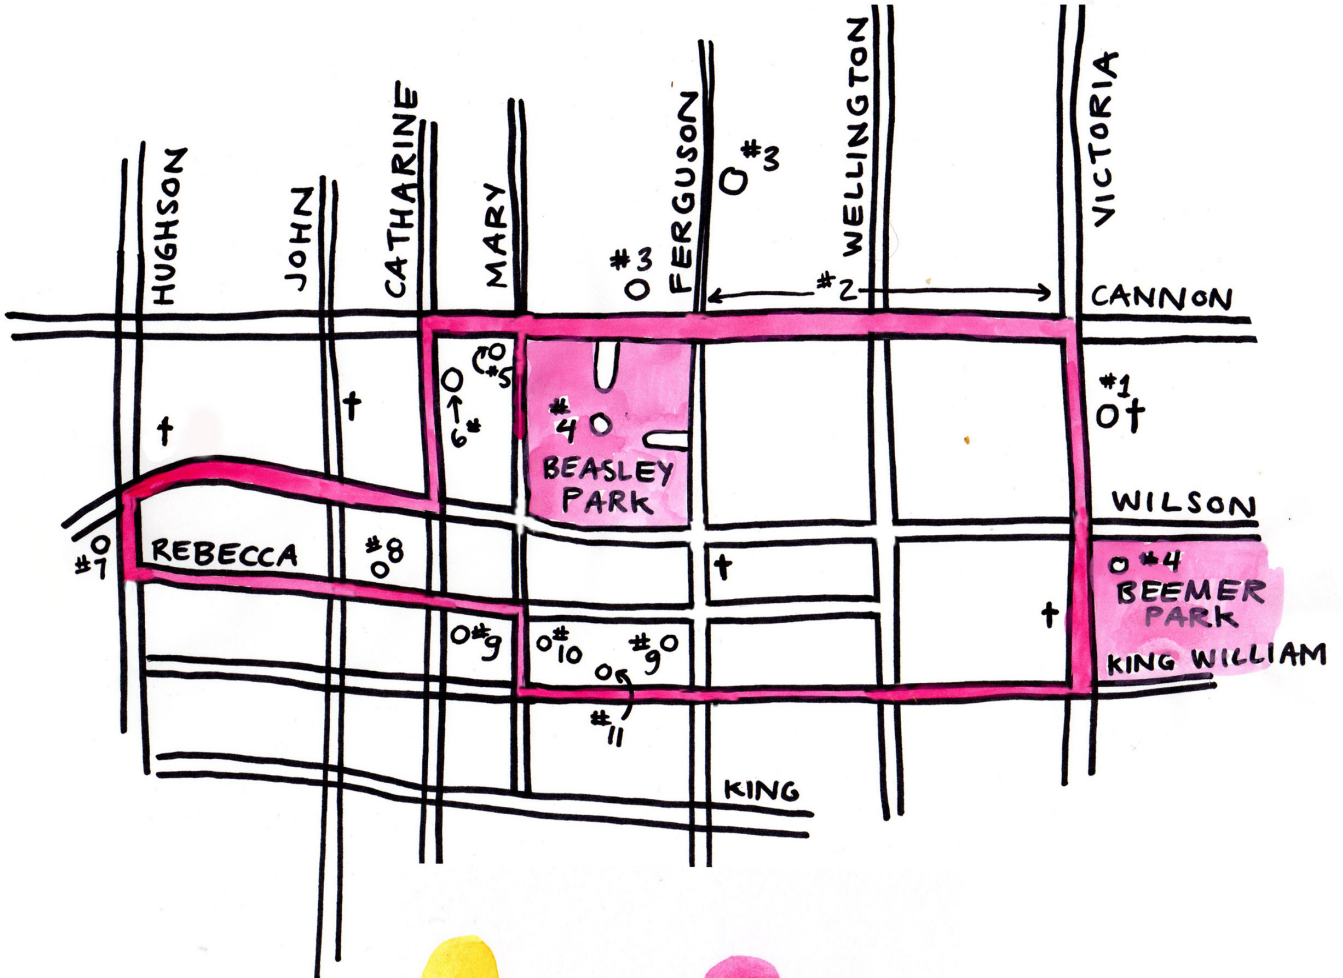 HUGHSON
JOHN
CATHARINE
MARY
FERGUSON
WELLINGTON
VICTORIA
#3
#3
#2
CANNON
#5
6#
#1
#
4
BEASLEY
PARK
WILSON
#7
REBECCA
#8
#4
BEEMER
PARK
#9
#
10
#
9
KING WILLIAM
#
11
KING